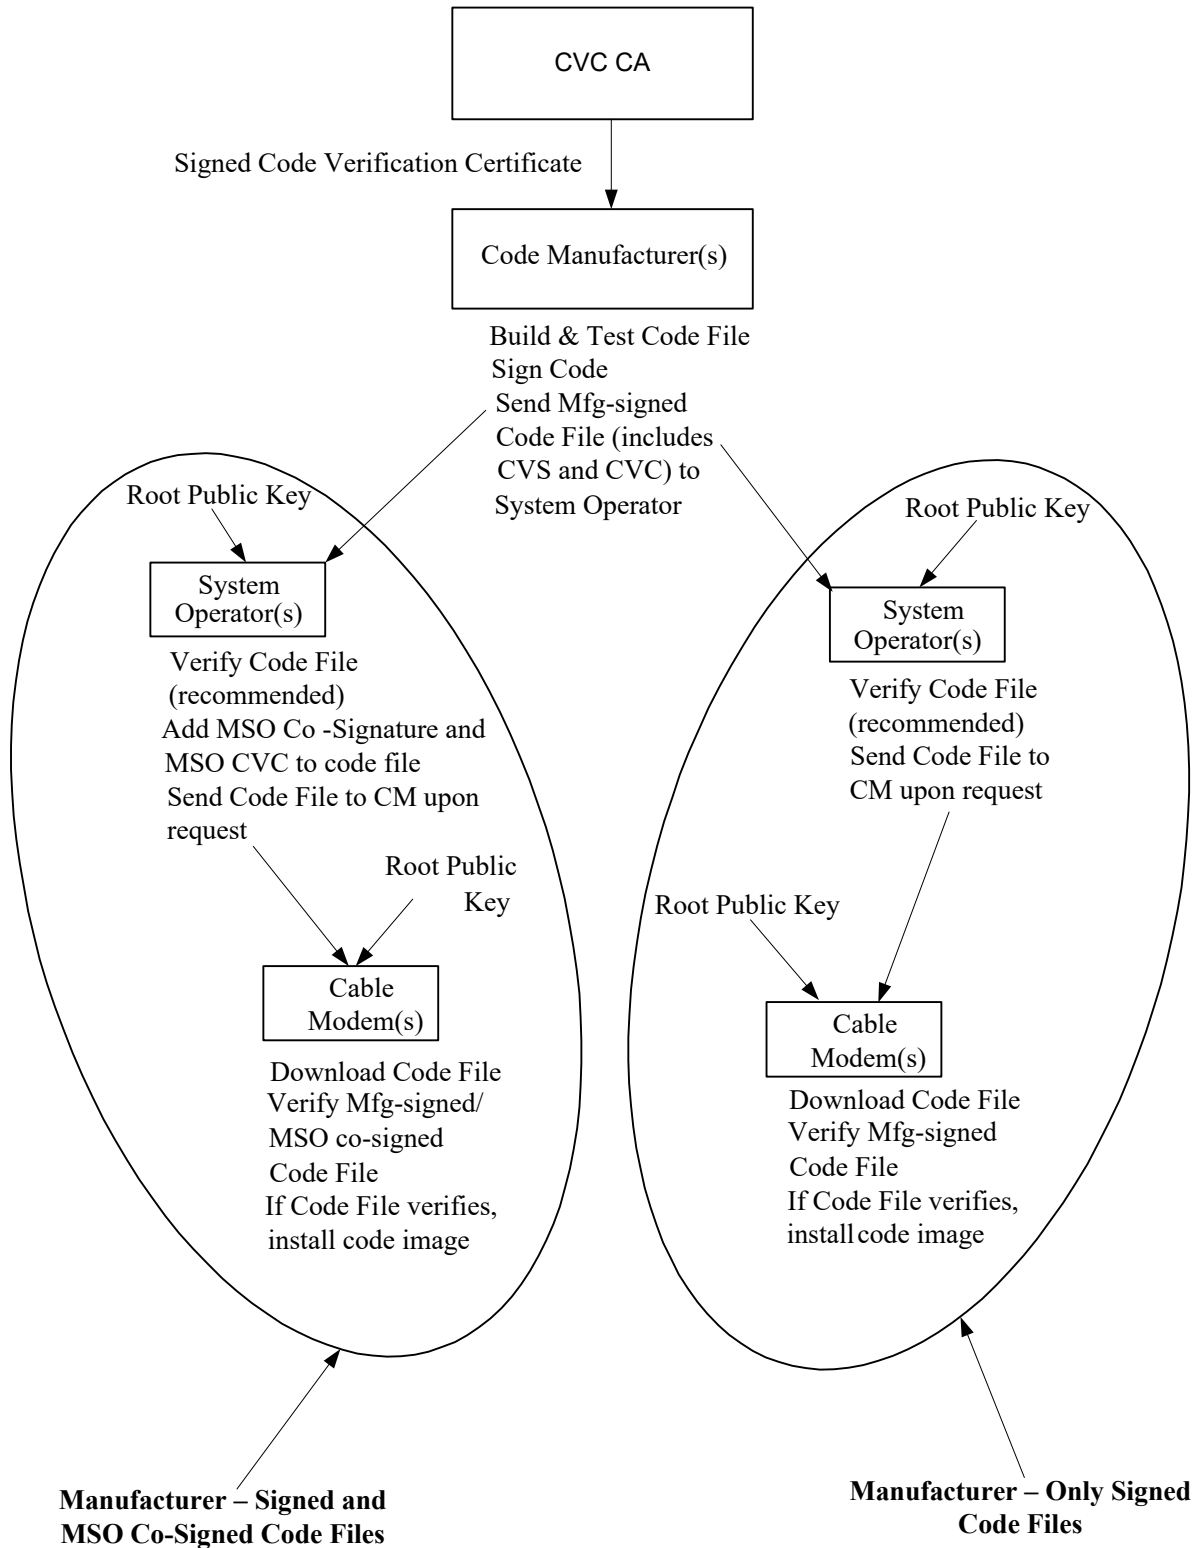 CVC CA
Signed Code Verification Certificate
Code Manufacturer(s)
Build & Test Code File
Sign Code
Send Mfg-signed
Code File (includes
CVS and CVC) to
System Operator
Root Public Key
System
Operator(s)
Verify Code File
(recommended)
Add MSO Co -Signature and
MSO CVC to code file
Send Code File to CM upon
request
Root Public
Key
Cable
Modem(s)
Download Code File
Verify Mfg-signed/
MSO co-signed
Code File
If Code File verifies,
install code image
Manufacturer – Signed and
MSO Co-Signed Code Files
Root Public Key
System
Operator(s)
Verify Code File
(recommended)
Send Code File to
CM upon request
Root Public Key
Cable
Modem(s)
Download Code File
Verify Mfg-signed
Code File
If Code File verifies,
install code image
Manufacturer – Only Signed
Code Files